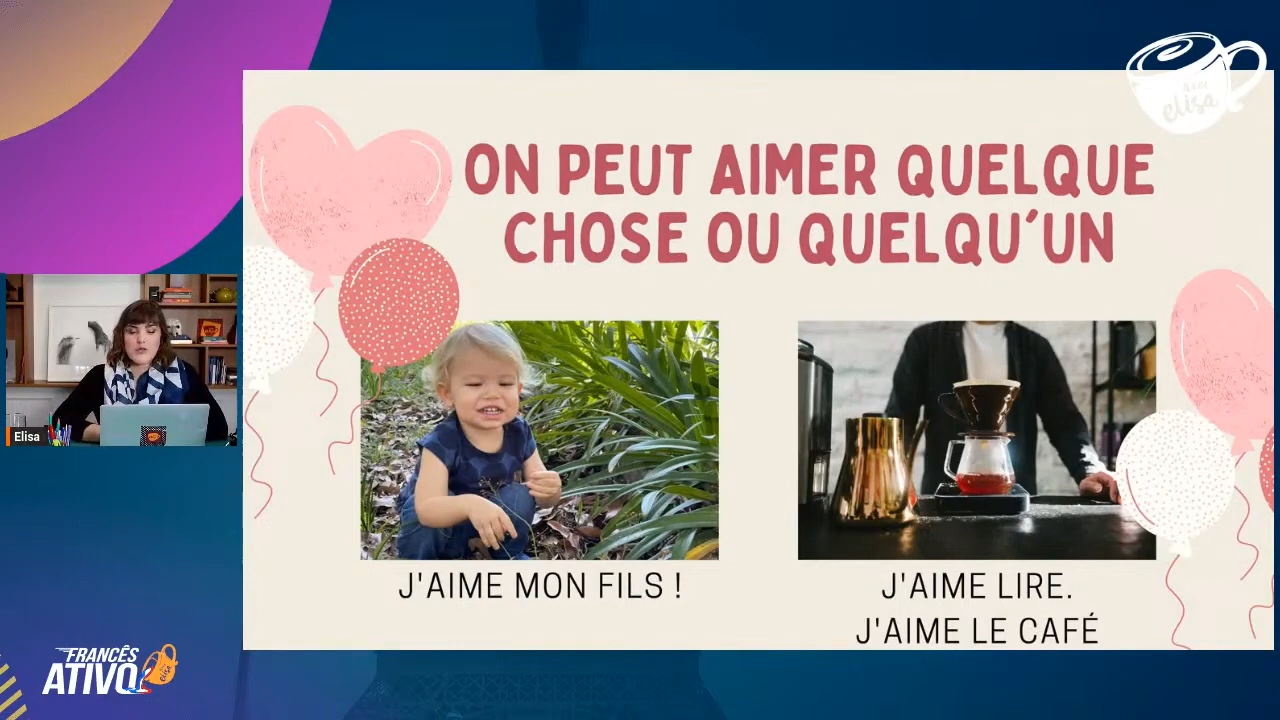 ON PEUT AIMER QUELQUE
CHOSE OU QUELQU´UN
J'AIME MON FILS !
J'AIME LIRE.
J'AIME LE CAFÉ
Elisa
FRANCÊS
ATIVO
elisa